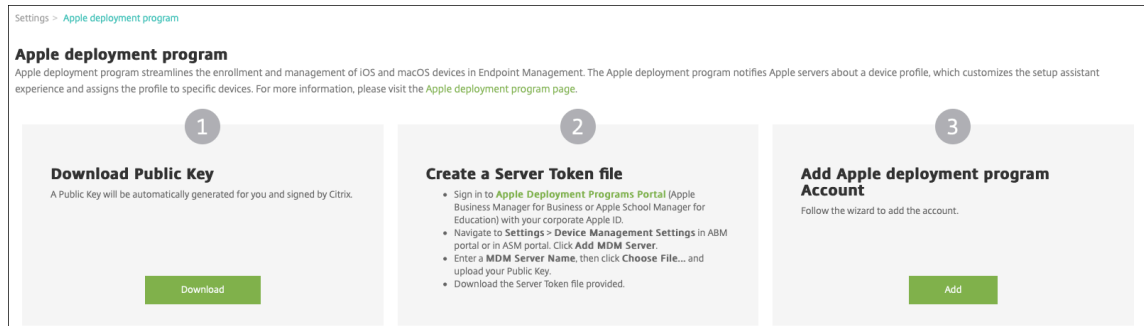 Settings > Apple deployment program
Apple deployment program
Apple deployment program streamlines the enrollment and management of iOS and macOS devices in Endpoint Management. The Apple deployment program notifies Apple servers about a device profile, which customizes the setup assistant
experience and assigns the profile to specific devices. For more information, please visit the Apple deployment program page.
1
Download Public Key
A Public Key will be automatically generated for you and signed by Citrix.
Download
2
Create a Server Token file
• Sign in to Apple Deployment Programs Portal (Apple
Business Manager for Business or Apple School Manager for
Education) with your corporate Apple ID.
• Navigate to Settings > Device Management Settings in ABM
portal or in ASM portal. Click Add MDM Server.
• Enter a MDM Server Name, then click Choose File... and
upload your Public Key.
• Download the Server Token file provided.
3
Add Apple deployment program
Account
Follow the wizard to add the account.
Add